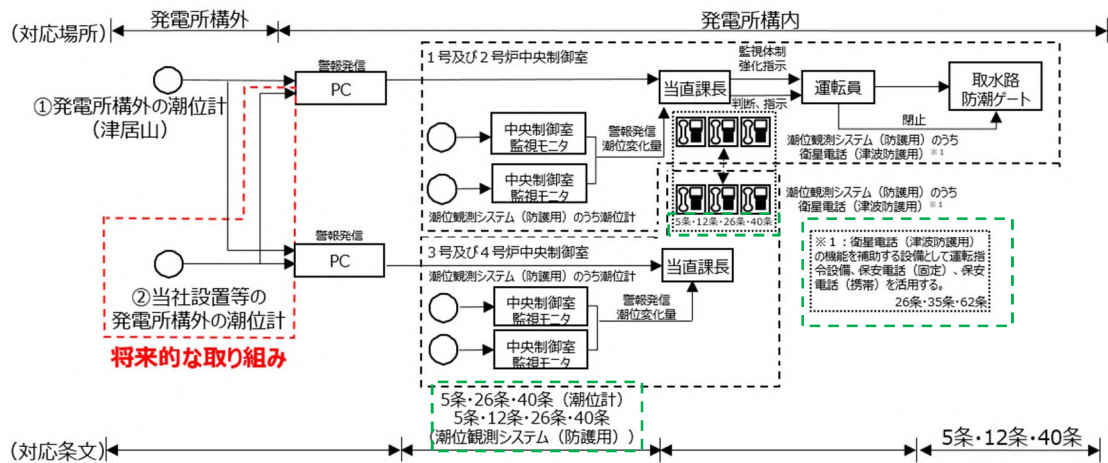 (対応場所)
発電所構外
発電所構内
①発電所構外の潮位計
(津居山)
警報発信
PC
1号及び2号炉中央制御室
中央制御室
監視モニタ
中央制御室
監視モニタ
潮位観測システム(防護用)のうち潮位計
警報発信
潮位変化量
当直課長
監視体制
強化指示
判断、指示
運転員
取水路
防潮ゲート
閉止
潮位観測システム(防護用)のうち
衛星電話(津波防護用)※1
潮位観測システム(防護用)のうち
衛星電話(津波防護用)※1
5条・12条・26条・40条
②当社設置等の
発電所構外の潮位計
将来的な取り組み
警報発信
PC
3号及び4号炉中央制御室
潮位観測システム(防護用)のうち潮位計
中央制御室
監視モニタ
中央制御室
監視モニタ
警報発信
潮位変化量
当直課長
※1:衛星電話(津波防護用)
の機能を補助する設備として運転指
令設備、保安電話(固定)、保安
電話(携帯)を活用する。
26条・35条・62条
5条・26条・40条(潮位計)
5条・12条・26条・40条
(潮位観測システム(防護用))
(対応条文)
5条・12条・40条